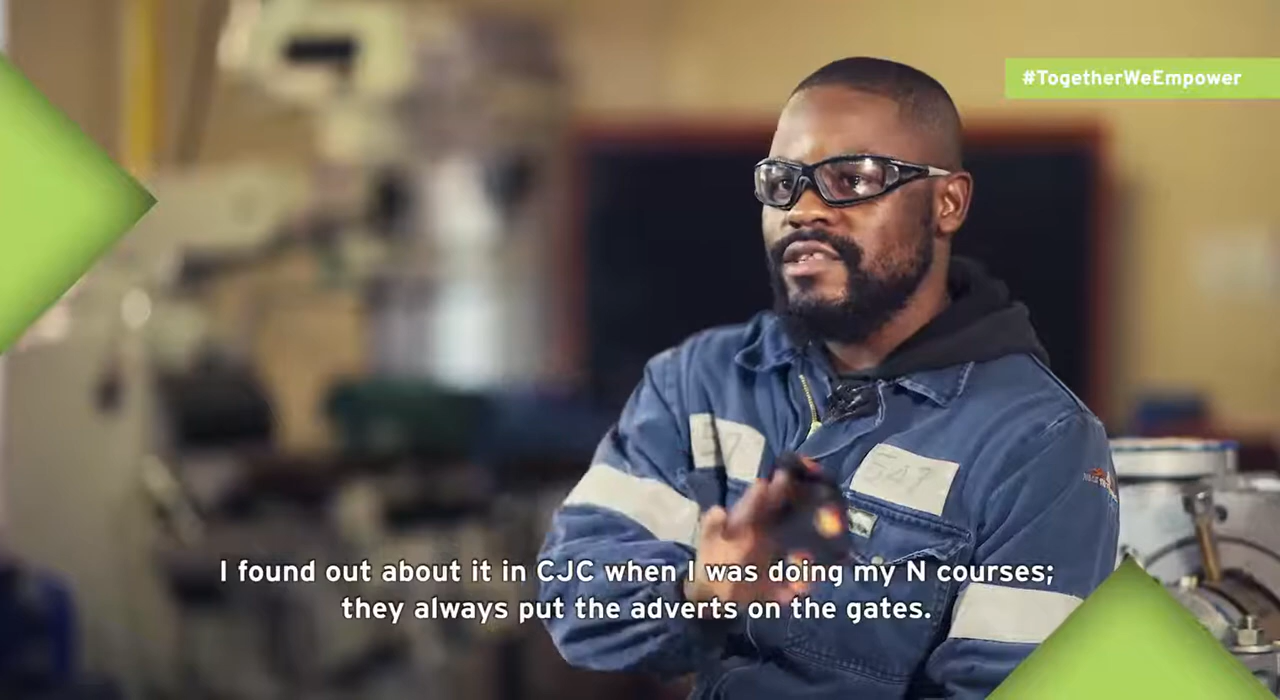 #TogetherWeEmpower
I found out about it in CJC when I was doing my N courses;
they always put the adverts on the gates.